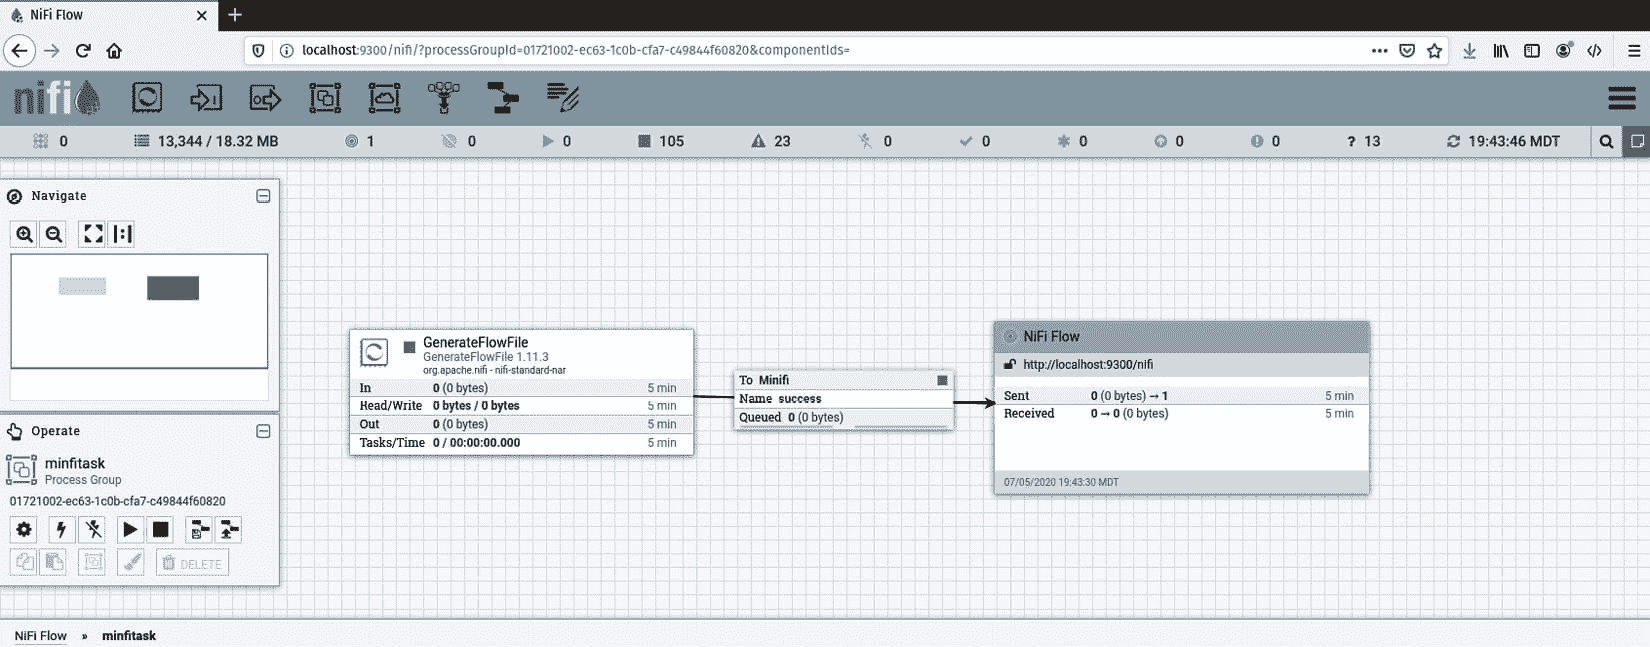 NiFi Flow
localhost:9300/nifi/?processGroupId=01721002-ec63-1c0b-cfa7-c49844f60820&componentIds=
nifi
0 13,344 / 18.32 MB 1 0 0 105 23 0 0 0 0 0 ? 13 19:43:46 MDT
Navigate
GenerateFlowFile
GenerateFlowFile 1.11.3
org.apache.nifi - nifi-standard-nar
In 0 (0 bytes) 5 min
Read/Write 0 bytes / 0 bytes 5 min
Out 0 (0 bytes) 5 min
Tasks/Time 0 / 00:00:00.000 5 min
To Minifi
Name success
Queued 0 (0 bytes)
NiFi Flow
http://localhost:9300/nifi
Sent 0 (0 bytes) → 1 5 min
Received 0 → 0 (0 bytes) 5 min
07/05/2020 19:43:30 MDT
Operate
minfitask
Process Group
01721002-ec63-1c0b-cfa7-c49844f60820
DELETE
NiFi Flow » minfitask